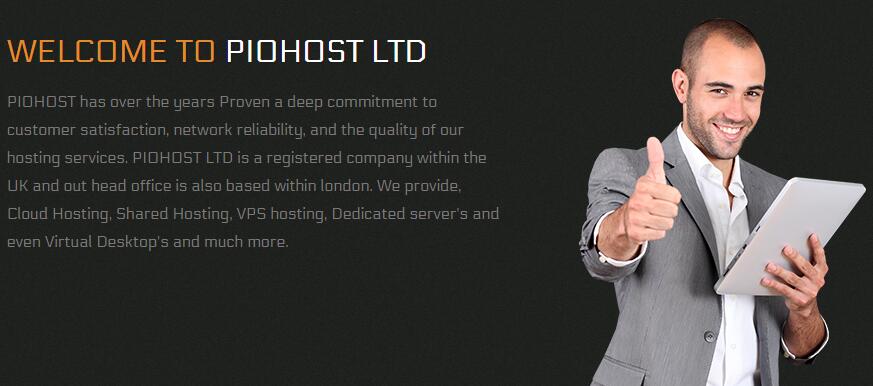 WELCOME TO PIOHOST LTD
PIOHOST has over the years Proven a deep commitment to
customer satisfaction, network reliability, and the quality of our
hosting services. PIOHOST LTD is a registered company within the
UK and out head office is also based within london. We provide,
Cloud Hosting, Shared Hosting, VPS hosting, Dedicated server's and
even Virtual Desktop's and much more.